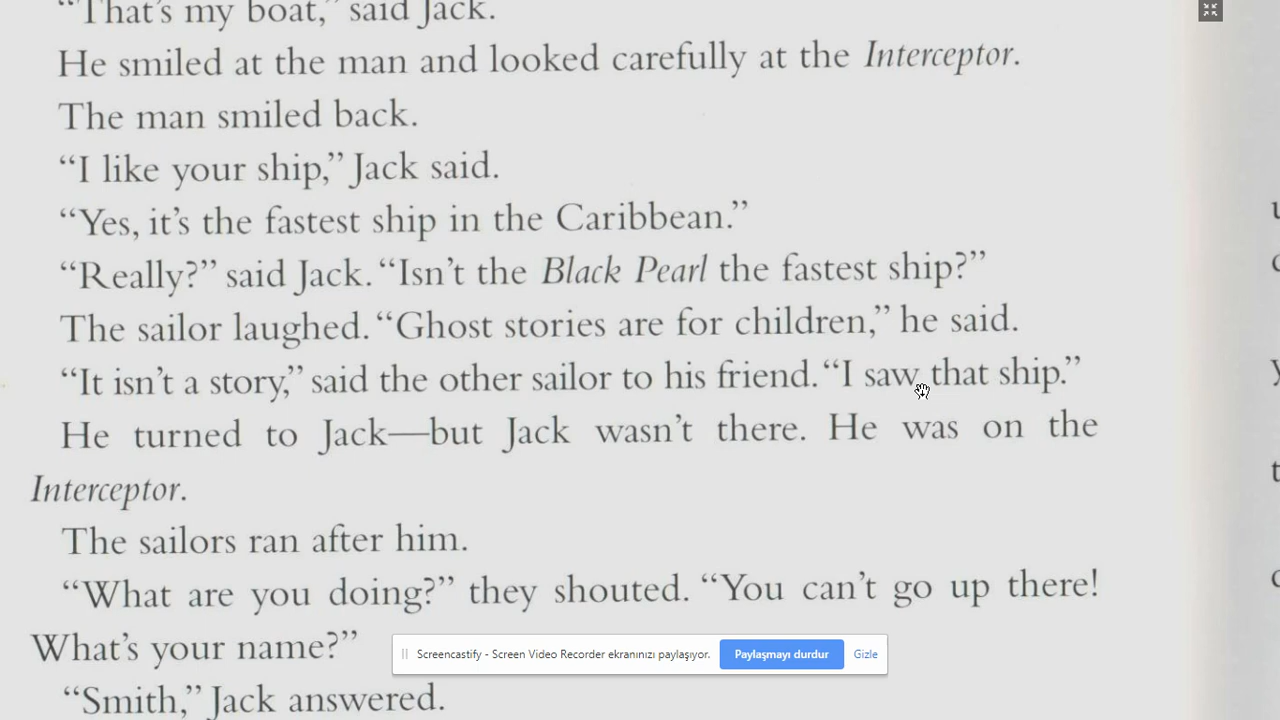 “That’s my boat,” said Jack.
He smiled at the man and looked carefully at the Interceptor.
The man smiled back.
“I like your ship,” Jack said.
“Yes, it’s the fastest ship in the Caribbean.”
“Really?” said Jack. “Isn’t the Black Pearl the fastest ship?”
The sailor laughed. “Ghost stories are for children,” he said.
“It isn’t a story,” said the other sailor to his friend. “I saw that ship.”
He turned to Jack—but Jack wasn’t there. He was on the
Interceptor.
The sailors ran after him.
“What are you doing?” they shouted. “You can’t go up there!
What’s your name?”
Screencastify - Screen Video Recorder ekranınızı paylaşıyor.
Paylaşmayı durdur
Gizle
“Smith,” Jack answered.